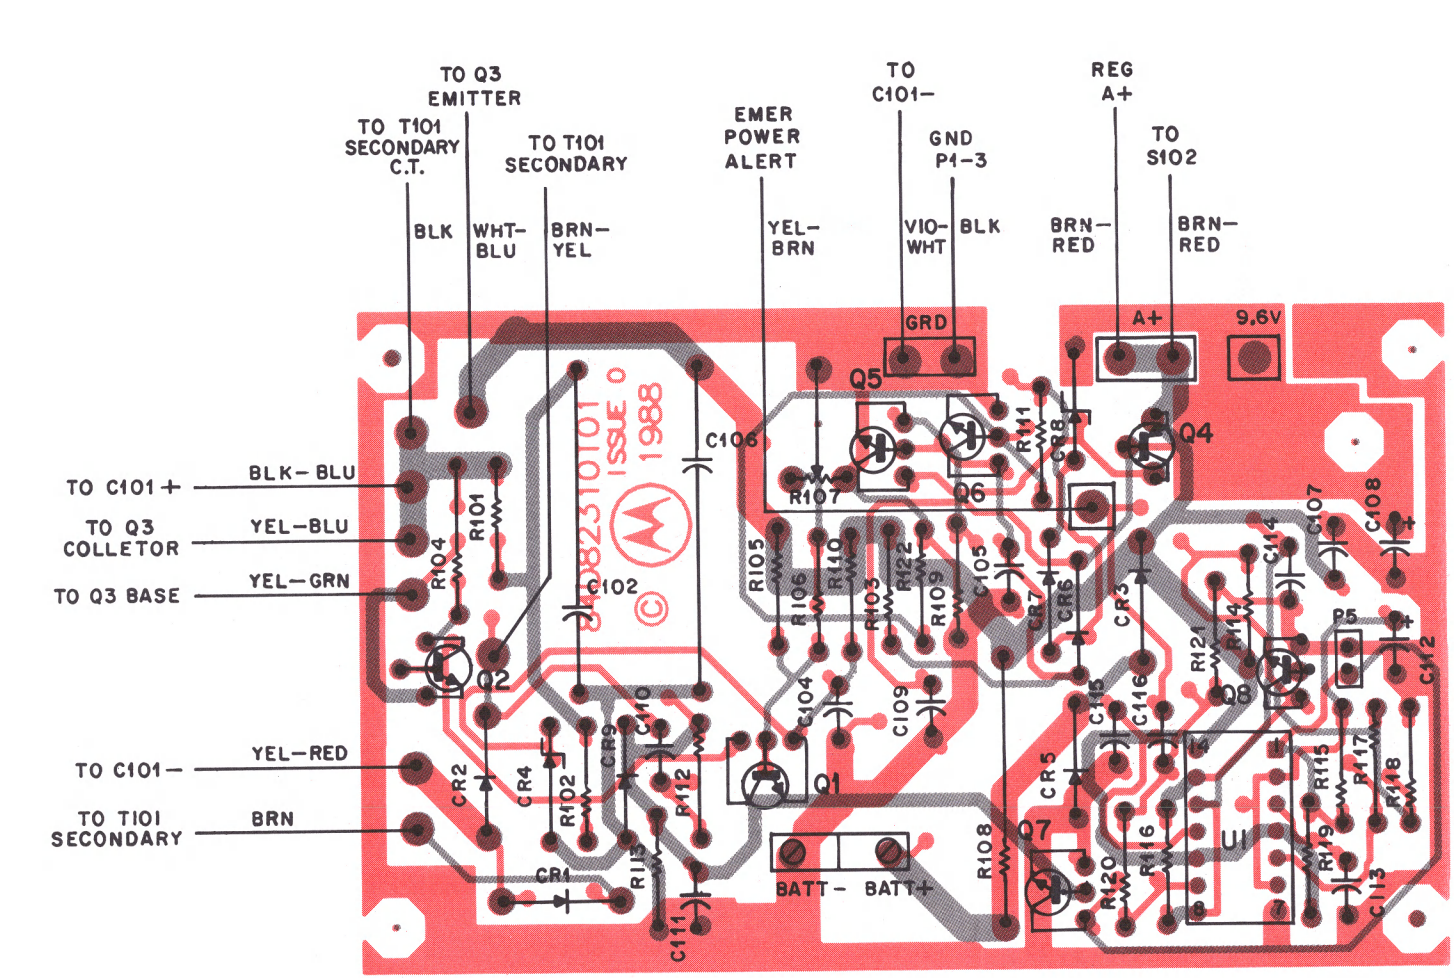 TO Q3
EMITTER
TO T101
SECONDARY
C.T.
TO T101
SECONDARY
EMER
POWER
ALERT
TO
C101-
GND
P1-3
REG
A+
TO
S102
BLK
WHT-
BLU
BRN-
YEL
YEL-
BRN
VIO-
WHT
BLK
BRN-
RED
BRN-
RED
GRD
A+
9.6V
TO C101+
BLK-BLU
TO Q3
COLLETOR
YEL-BLU
TO Q3 BASE
YEL-GRN
TO C101-
YEL-RED
TO T101
SECONDARY
BRN
ISSUE O
1988
©
M
Q5
Q6
R107
R111
CR8
Q4
C106
C102
R101
R104
Q2
R105
R106
R110
R103
R122
R109
C105
CR7
CR6
CR3
R121
R114
C114
C107
C108
+
P5
+
C112
Q8
CR2
CR4
R102
CR9
C110
R112
R113
CR1
C111
Q1
C104
C109
BATT-
BATT+
R108
Q7
CR5
C115
C116
R120
R116
U1
14
1
8
7
R115
R117
R118
R119
C113